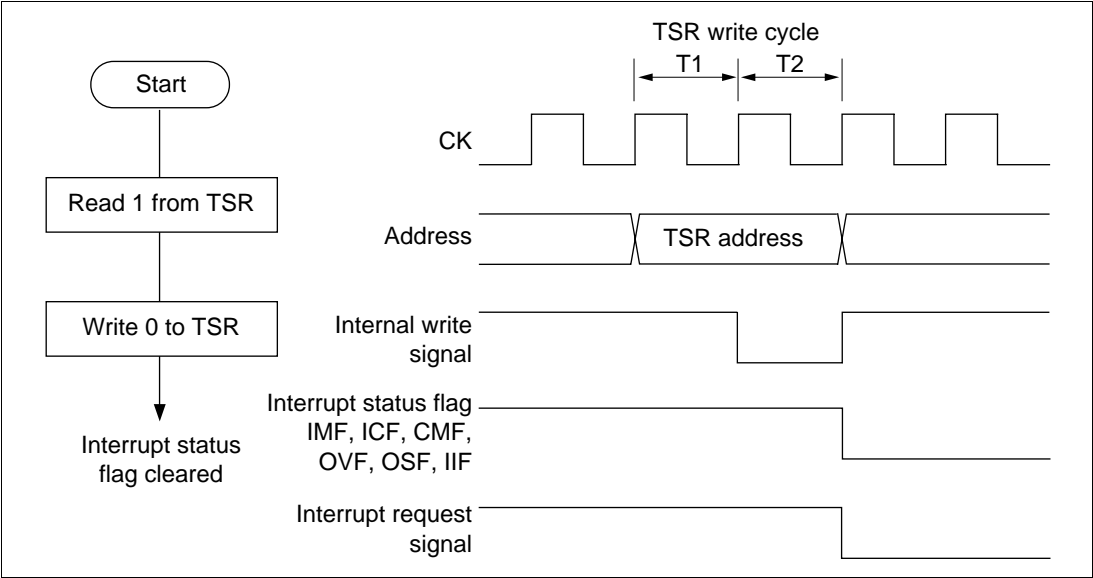 Start
Read 1 from TSR
Write 0 to TSR
Interrupt status
flag cleared
TSR write cycle
T1 T2
CK
Address
TSR address
Internal write
signal
Interrupt status flag
IMF, ICF, CMF,
OVF, OSF, IIF
Interrupt request
signal